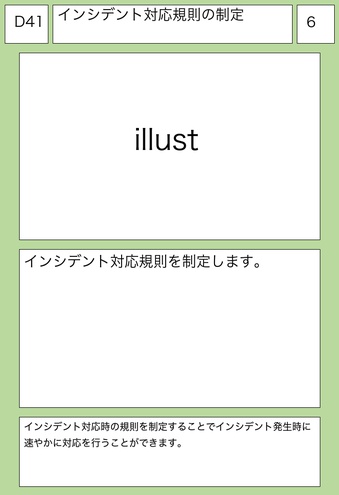 D41
インシデント対応規則の制定
6
illust
インシデント対応規則を制定します。
インシデント対応時の規則を制定することでインシデント発生時に
速やかに対応を行うことができます。